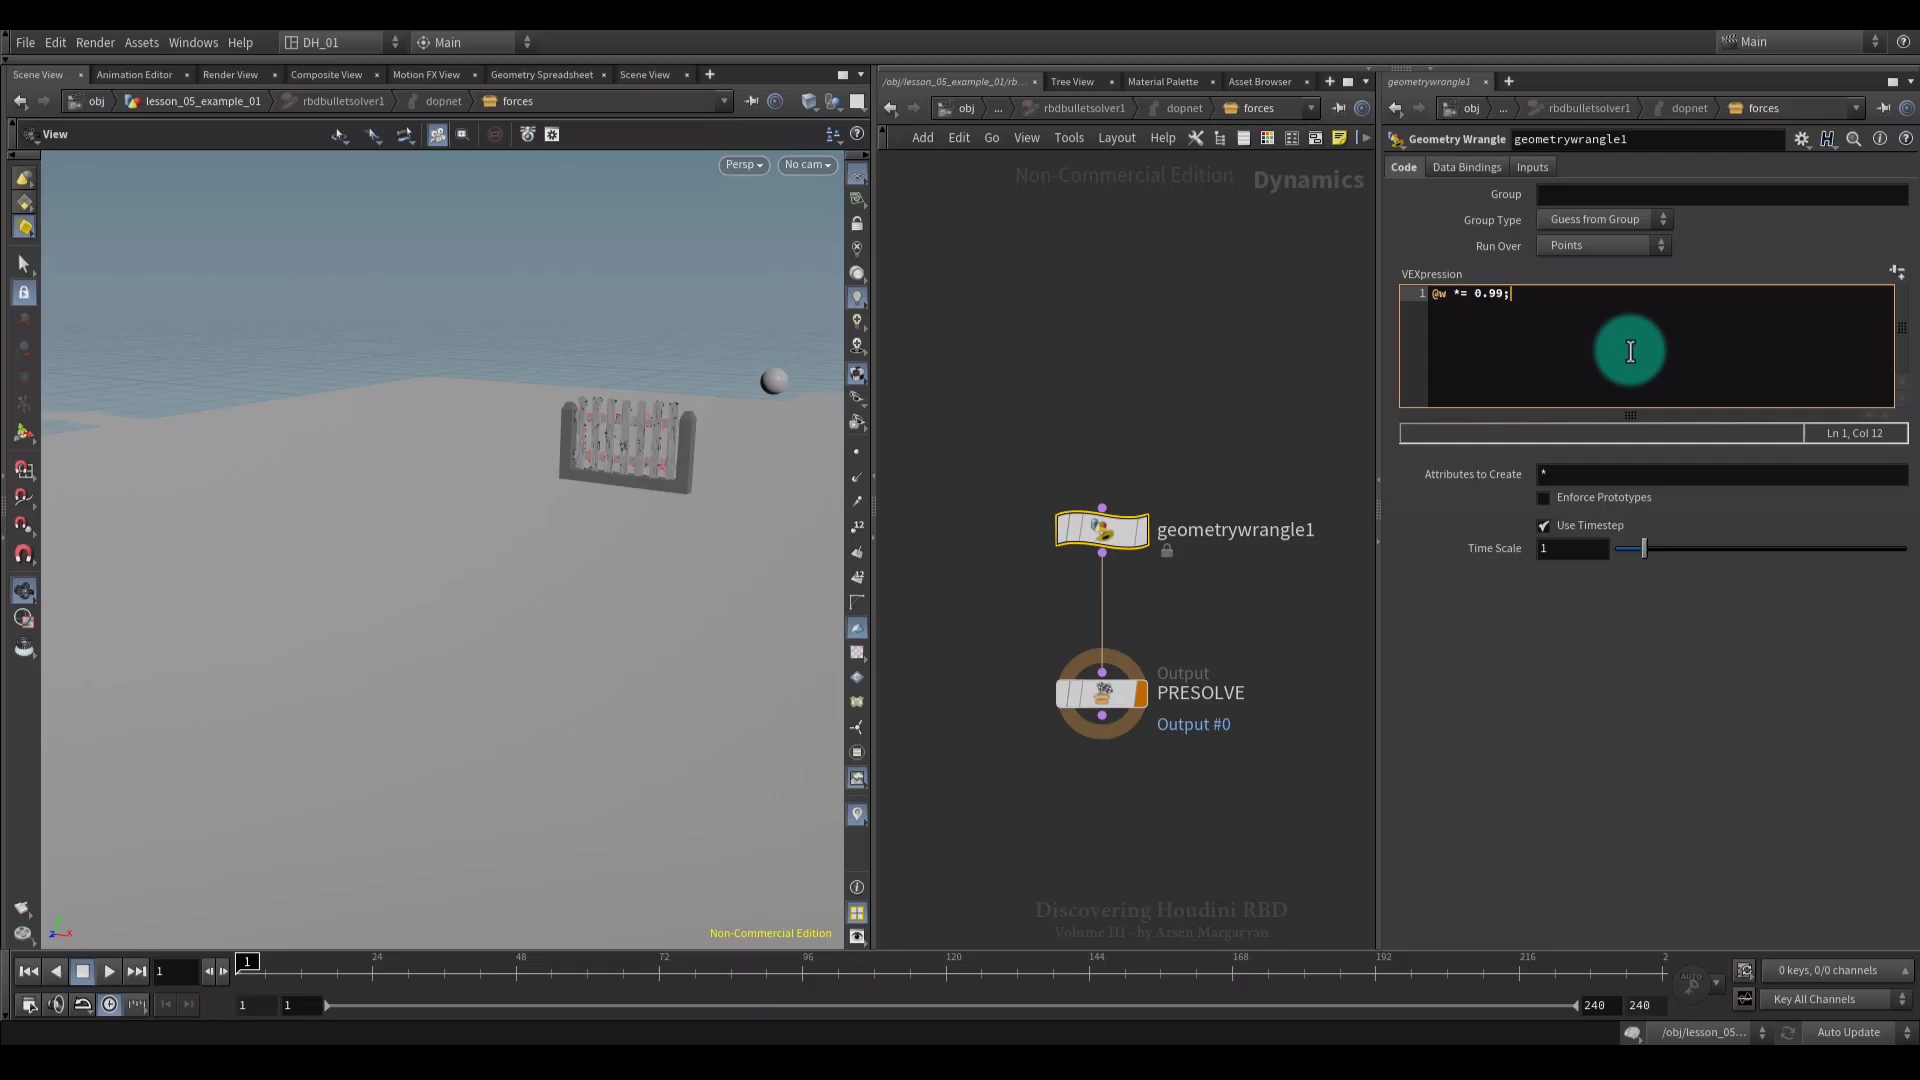 File Edit Render Assets Windows Help DH_01 Main Main
Scene View Animation Editor Render View Composite View Motion FX View Geometry Spreadsheet Scene View
obj lesson_05_example_01 rbdbulletsolver1 dopnet forces
View
Persp No cam
Non-Commercial Edition
/obj/lesson_05_example_01/rb... Tree View Material Palette Asset Browser
obj ... rbdbulletsolver1 dopnet forces
Add Edit Go View Tools Layout Help
Non-Commercial Edition Dynamics
geometrywrangle1
Output
PRESOLVE
Output #0
Discovering Houdini RBD
Volume III - by Arsen Margaryan
geometrywrangle1
obj ... rbdbulletsolver1 dopnet forces
Geometry Wrangle geometrywrangle1
Code Data Bindings Inputs
Group
Group Type Guess from Group
Run Over Points
VEXpression
1 @w *= 0.99;
Ln 1, Col 12
Attributes to Create *
Enforce Prototypes
Use Timestep
Time Scale 1
12
12
1 1 24 48 72 96 120 144 168 192 216 2
AUTO
0 keys, 0/0 channels
1 1 240 240 Key All Channels
/obj/lesson_05... Auto Update